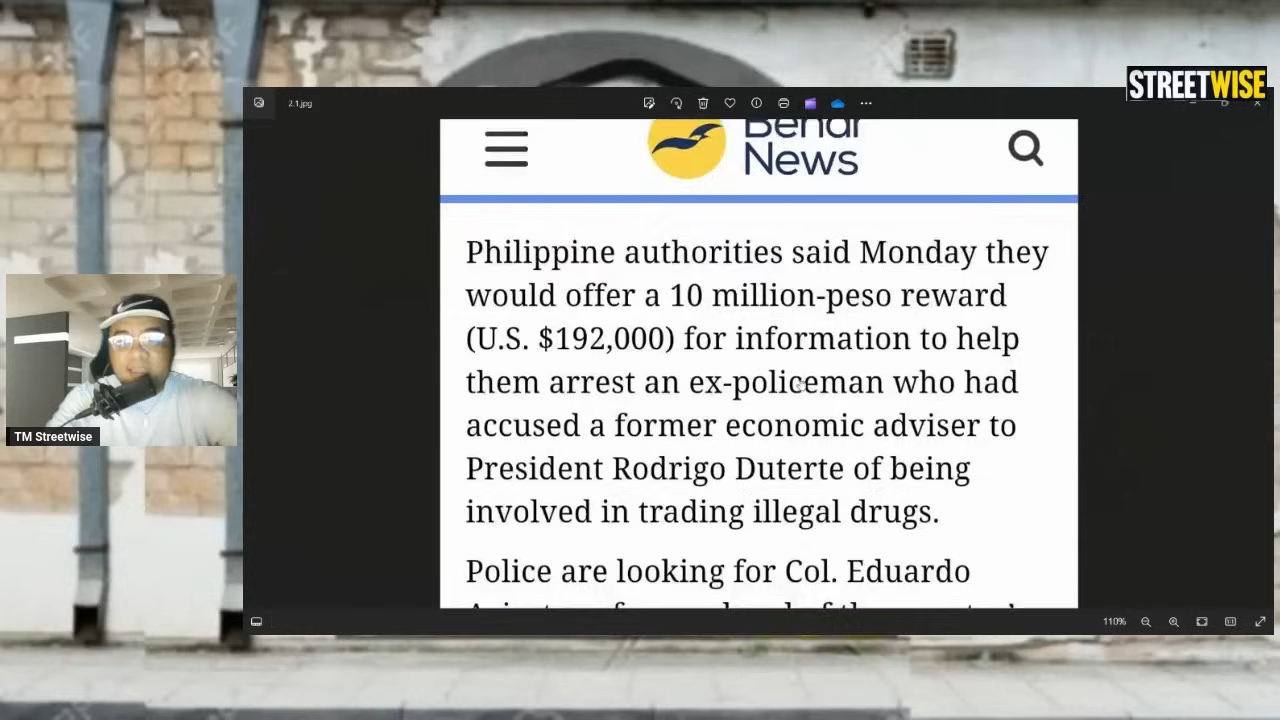 STREETWISE
2.1.jpg
News
Philippine authorities said Monday they
would offer a 10 million-peso reward
(U.S. $192,000) for information to help
them arrest an ex-policeman who had
accused a former economic adviser to
President Rodrigo Duterte of being
involved in trading illegal drugs.
Police are looking for Col. Eduardo
TM Streetwise
110%